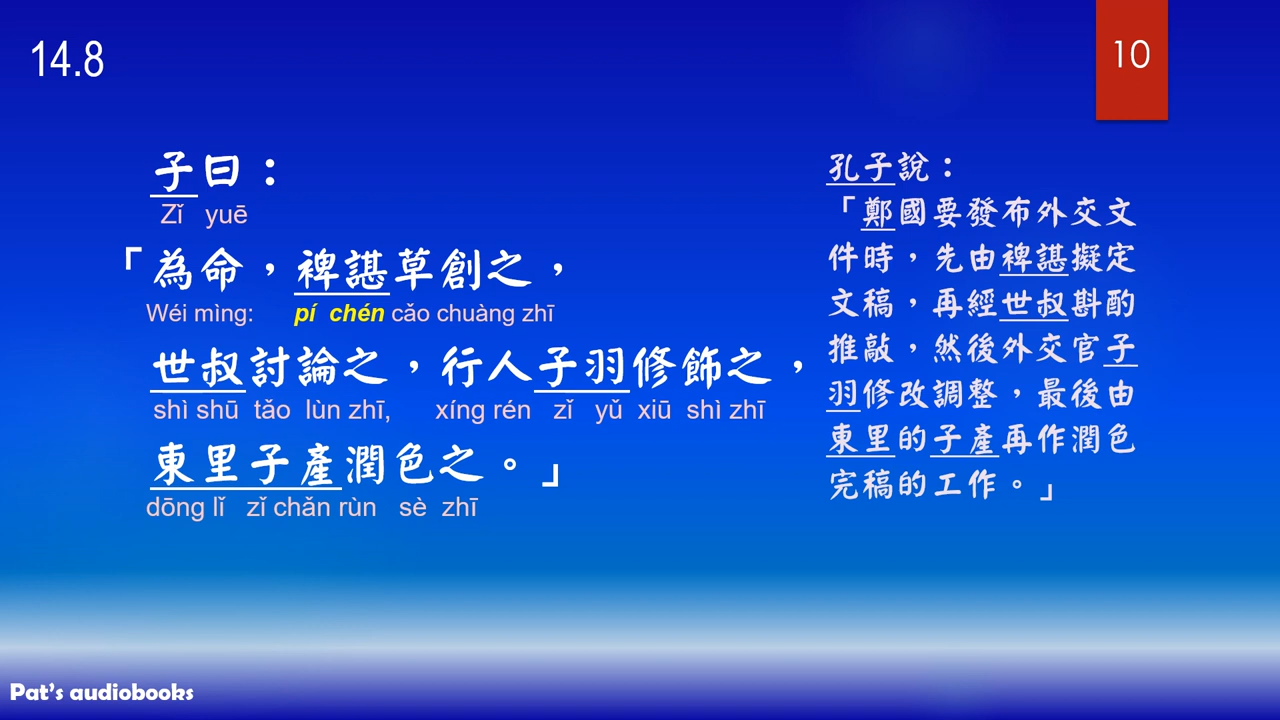 14.8
10
子曰：
Zǐ yuē
「為命，裨諶草創之，
Wéi mìng: pí chén cǎo chuàng zhī
世叔討論之，行人子羽修飾之，
shì shū tǎo lùn zhī, xíng rén zǐ yǔ xiū shì zhī
東里子產潤色之。」
dōng lǐ zǐ chǎn rùn sè zhī
孔子說：
「鄭國要發布外交文
件時，先由裨諶擬定
文稿，再經世叔斟酌
推敲，然後外交官子
羽修改調整，最後由
東里的子產再作潤色
完稿的工作。」
Pat's audiobooks